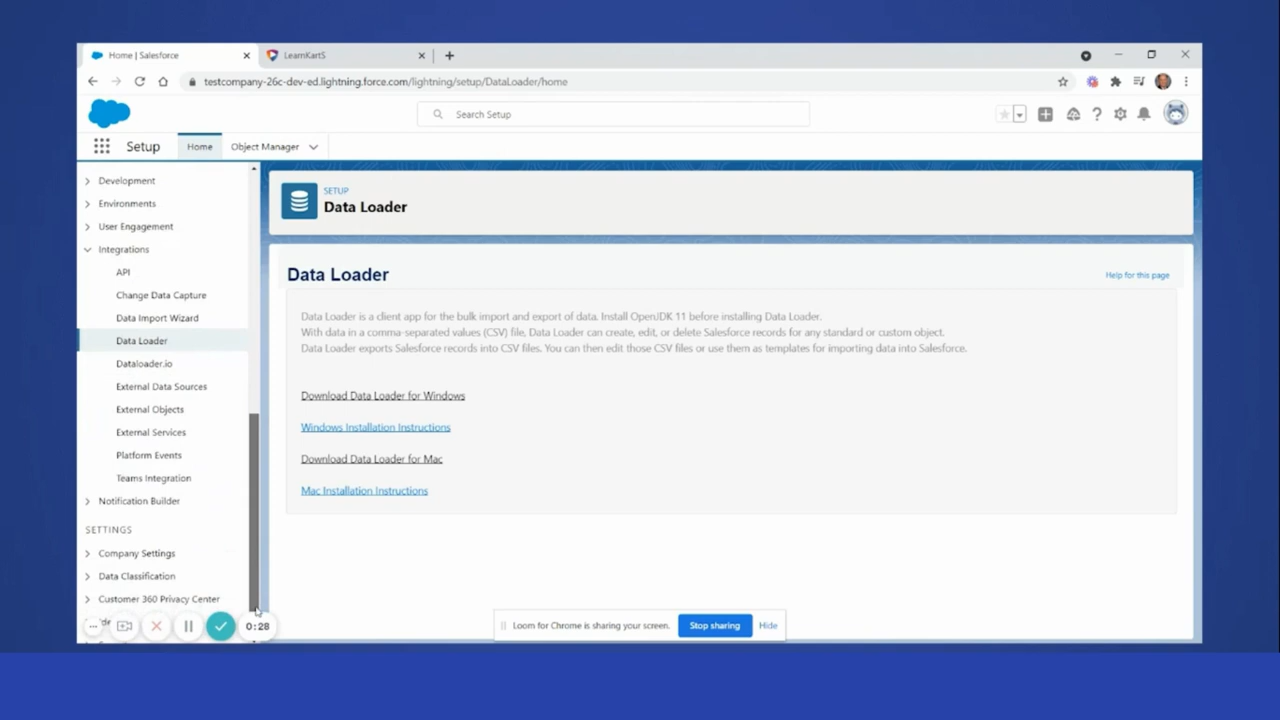 Home | Salesforce
LearnKartS
testcompany-26c-dev-ed.lightning.force.com/lightning/setup/DataLoader/home
Search Setup
Setup
Home
Object Manager
Development
Environments
User Engagement
Integrations
API
Change Data Capture
Data Import Wizard
Data Loader
Dataloader.io
External Data Sources
External Objects
External Services
Platform Events
Teams Integration
Notification Builder
SETTINGS
Company Settings
Data Classification
Customer 360 Privacy Center
0:28
SETUP
Data Loader
Data Loader
Help for this page
Data Loader is a client app for the bulk import and export of data. Install OpenJDK 11 before installing Data Loader.
With data in a comma-separated values (CSV) file, Data Loader can create, edit, or delete Salesforce records for any standard or custom object.
Data Loader exports Salesforce records into CSV files. You can then edit those CSV files or use them as templates for importing data into Salesforce.
Download Data Loader for Windows
Windows Installation Instructions
Download Data Loader for Mac
Mac Installation Instructions
Loom for Chrome is sharing your screen.
Stop sharing
Hide